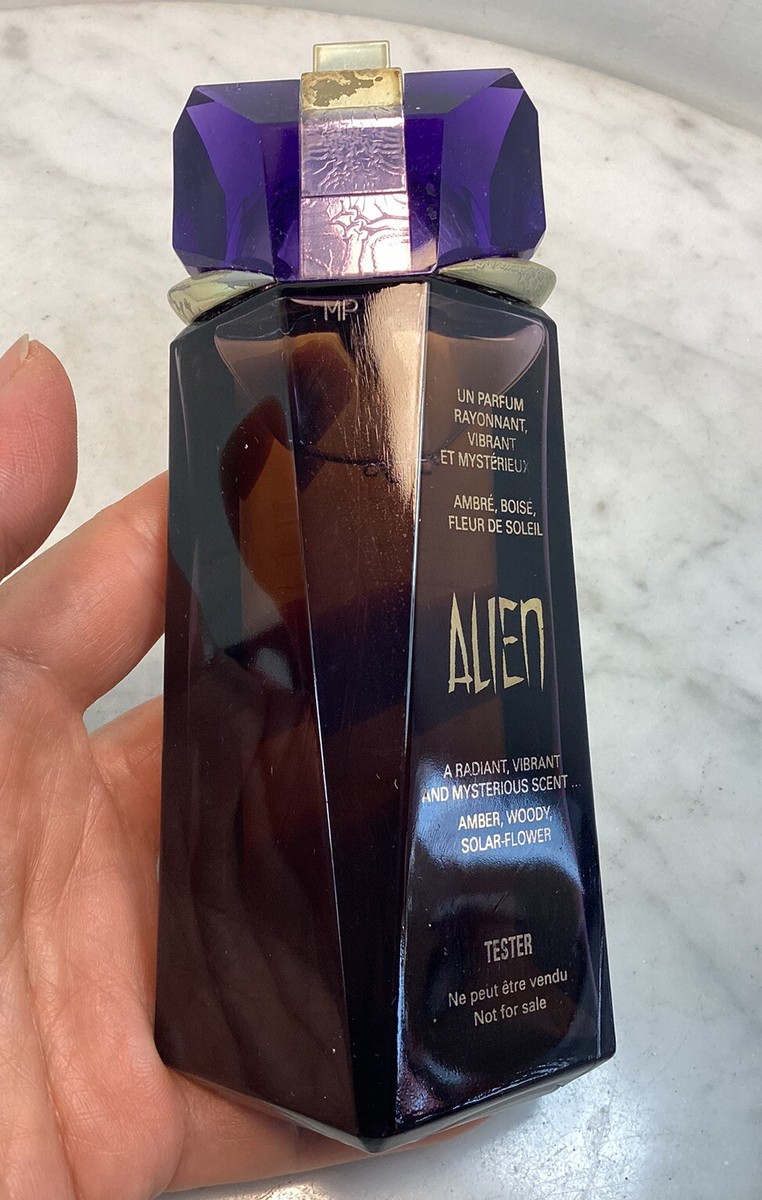 MP
UN PARFUM
RAYONNANT,
VIBRANT
ET MYSTÉRIEUX
AMBRÉ, BOISÉ,
FLEUR DE SOLEIL
ALIEN
A RADIANT, VIBRANT
AND MYSTERIOUS SCENT...
AMBER, WOODY,
SOLAR-FLOWER
TESTER
Ne peut être vendu
Not for sale